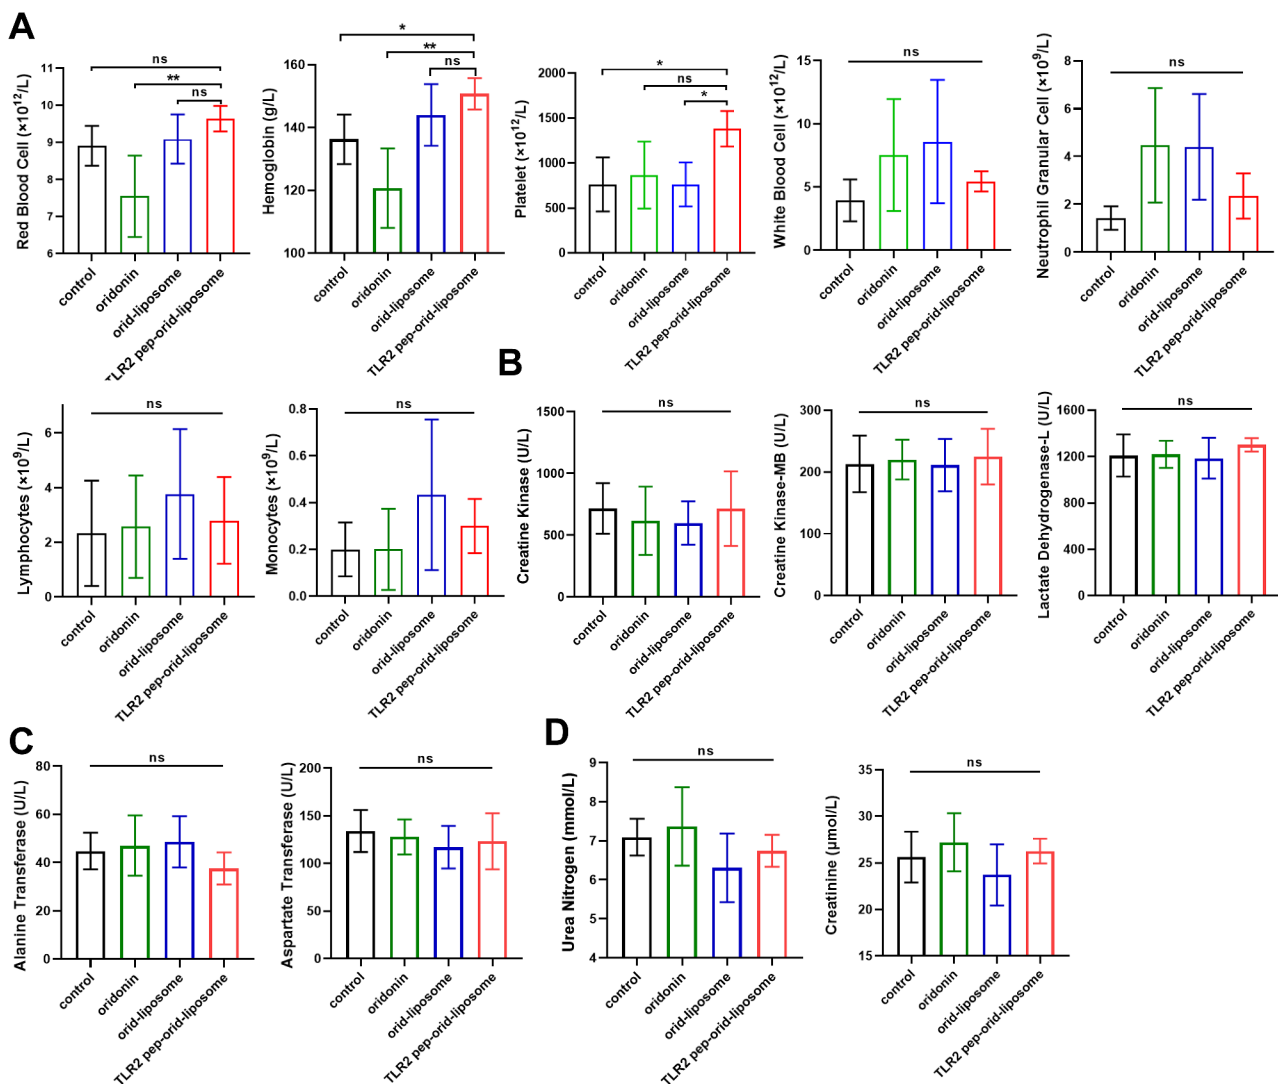 A
Red Blood Cell (×10¹²/L)
11
10
9
8
7
6
ns
**
ns
control
oridonin
orid-liposome
TLR2 pep-orid-liposome
Hemoglobin (g/L)
160
140
120
100
*
**
ns
control
oridonin
orid-liposome
TLR2 pep-orid-liposome
Platelet (×10¹²/L)
2000
1500
1000
500
0
*
ns
*
control
oridonin
orid-liposome
TLR2 pep-orid-liposome
White Blood Cell (×10¹²/L)
15
10
5
0
ns
control
oridonin
orid-liposome
TLR2 pep-orid-liposome
Neutrophil Granular Cell (×10⁹/L)
8
6
4
2
0
ns
control
oridonin
orid-liposome
TLR2 pep-orid-liposome
Lymphocytes (×10⁹/L)
6
4
2
0
ns
control
oridonin
orid-liposome
TLR2 pep-orid-liposome
Monocytes (×10⁹/L)
0.8
0.6
0.4
0.2
0.0
ns
control
oridonin
orid-liposome
TLR2 pep-orid-liposome
B
Creatine Kinase (U/L)
1500
1000
500
0
ns
control
oridonin
orid-liposome
TLR2 pep-orid-liposome
Creatine Kinase-MB (U/L)
300
200
100
0
ns
control
oridonin
orid-liposome
TLR2 pep-orid-liposome
Lactate Dehydrogenase-L (U/L)
1600
1200
800
400
0
ns
control
oridonin
orid-liposome
TLR2 pep-orid-liposome
C
Alanine Transferase (U/L)
80
60
40
20
0
ns
control
oridonin
orid-liposome
TLR2 pep-orid-liposome
Aspartate Transferase (U/L)
200
150
100
50
0
ns
control
oridonin
orid-liposome
TLR2 pep-orid-liposome
D
Urea Nitrogen (mmol/L)
9
8
7
6
5
4
ns
control
oridonin
orid-liposome
TLR2 pep-orid-liposome
Creatinine (μmol/L)
35
30
25
20
15
ns
control
oridonin
orid-liposome
TLR2 pep-orid-liposome